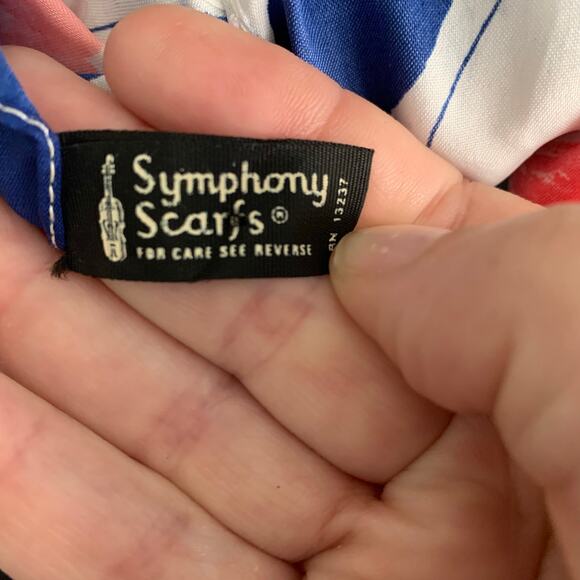 Symphony
Scarfs ®
FOR CARE SEE REVERSE
RN 13237